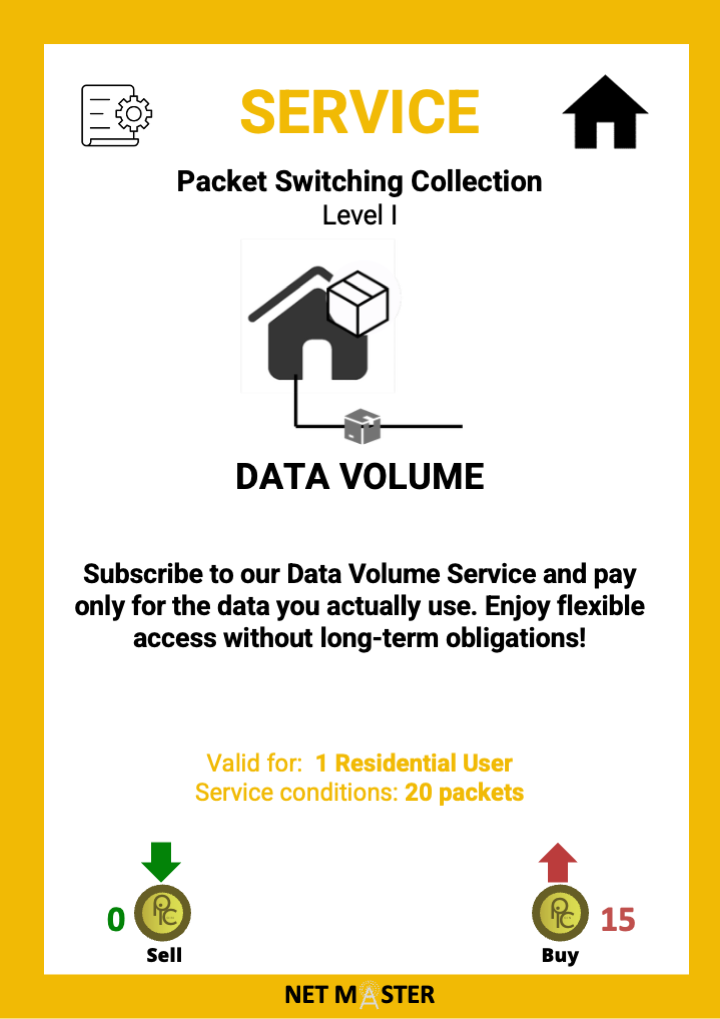 SERVICE
Packet Switching Collection
Level I
DATA VOLUME
Subscribe to our Data Volume Service and pay
only for the data you actually use. Enjoy flexible
access without long-term obligations!
Valid for: 1 Residential User
Service conditions: 20 packets
0 PTC Sell
PTC 15 Buy
NET MASTER